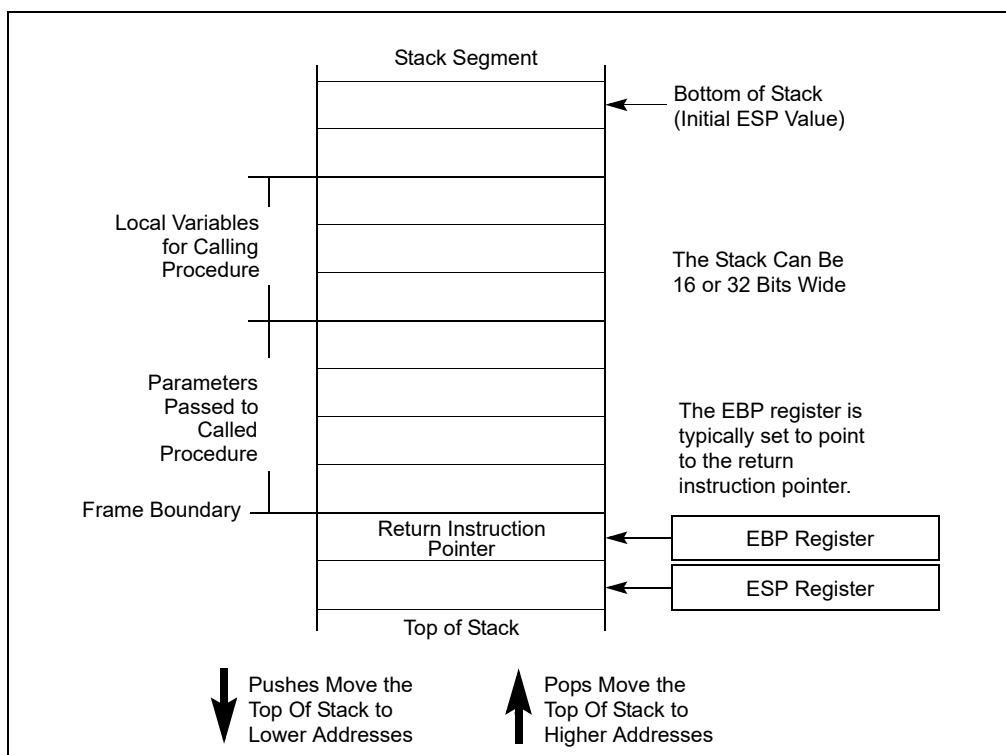 Stack Segment
Bottom of Stack
(Initial ESP Value)
Local Variables
for Calling
Procedure
The Stack Can Be
16 or 32 Bits Wide
Parameters
Passed to
Called
Procedure
The EBP register is
typically set to point
to the return
instruction pointer.
Frame Boundary
Return Instruction
Pointer
EBP Register
ESP Register
Top of Stack
Pushes Move the
Top Of Stack to
Lower Addresses
Pops Move the
Top Of Stack to
Higher Addresses